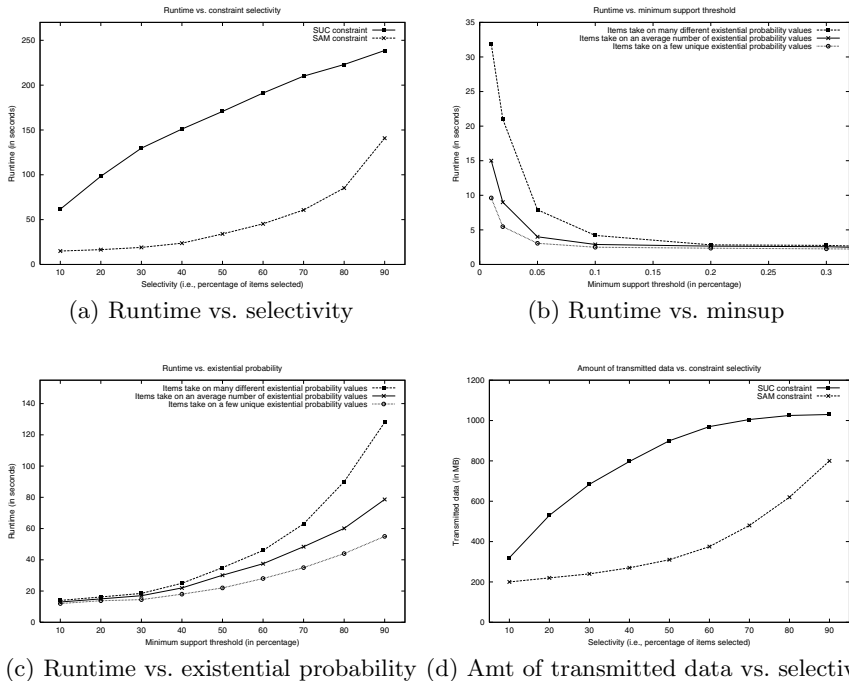 Runtime vs. constraint selectivity
SUC constraint
SAM constraint
250
200
150
100
50
0
Runtime (in seconds)
10 20 30 40 50 60 70 80 90
Selectivity (i.e., percentage of items selected)
(a) Runtime vs. selectivity
Runtime vs. minimum support threshold
Items take on many different existential probability values
Items take on an average number of existential probability values
Items take on a few unique existential probability values
35
30
25
20
15
10
5
0
Runtime (in seconds)
0 0.05 0.1 0.15 0.2 0.25 0.3
Minimum support threshold (in percentage)
(b) Runtime vs. minsup
Runtime vs. existential probability
Items take on many different existential probability values
Items take on an average number of existential probability values
Items take on a few unique existential probability values
140
120
100
80
60
40
20
0
Runtime (in seconds)
10 20 30 40 50 60 70 80 90
Minimum support threshold (in percentage)
(c) Runtime vs. existential probability
Amount of transmitted data vs. constraint selectivity
SUC constraint
SAM constraint
1200
1000
800
600
400
200
0
Transmitted data (in MB)
10 20 30 40 50 60 70 80 90
Selectivity (i.e., percentage of items selected)
(d) Amt of transmitted data vs.